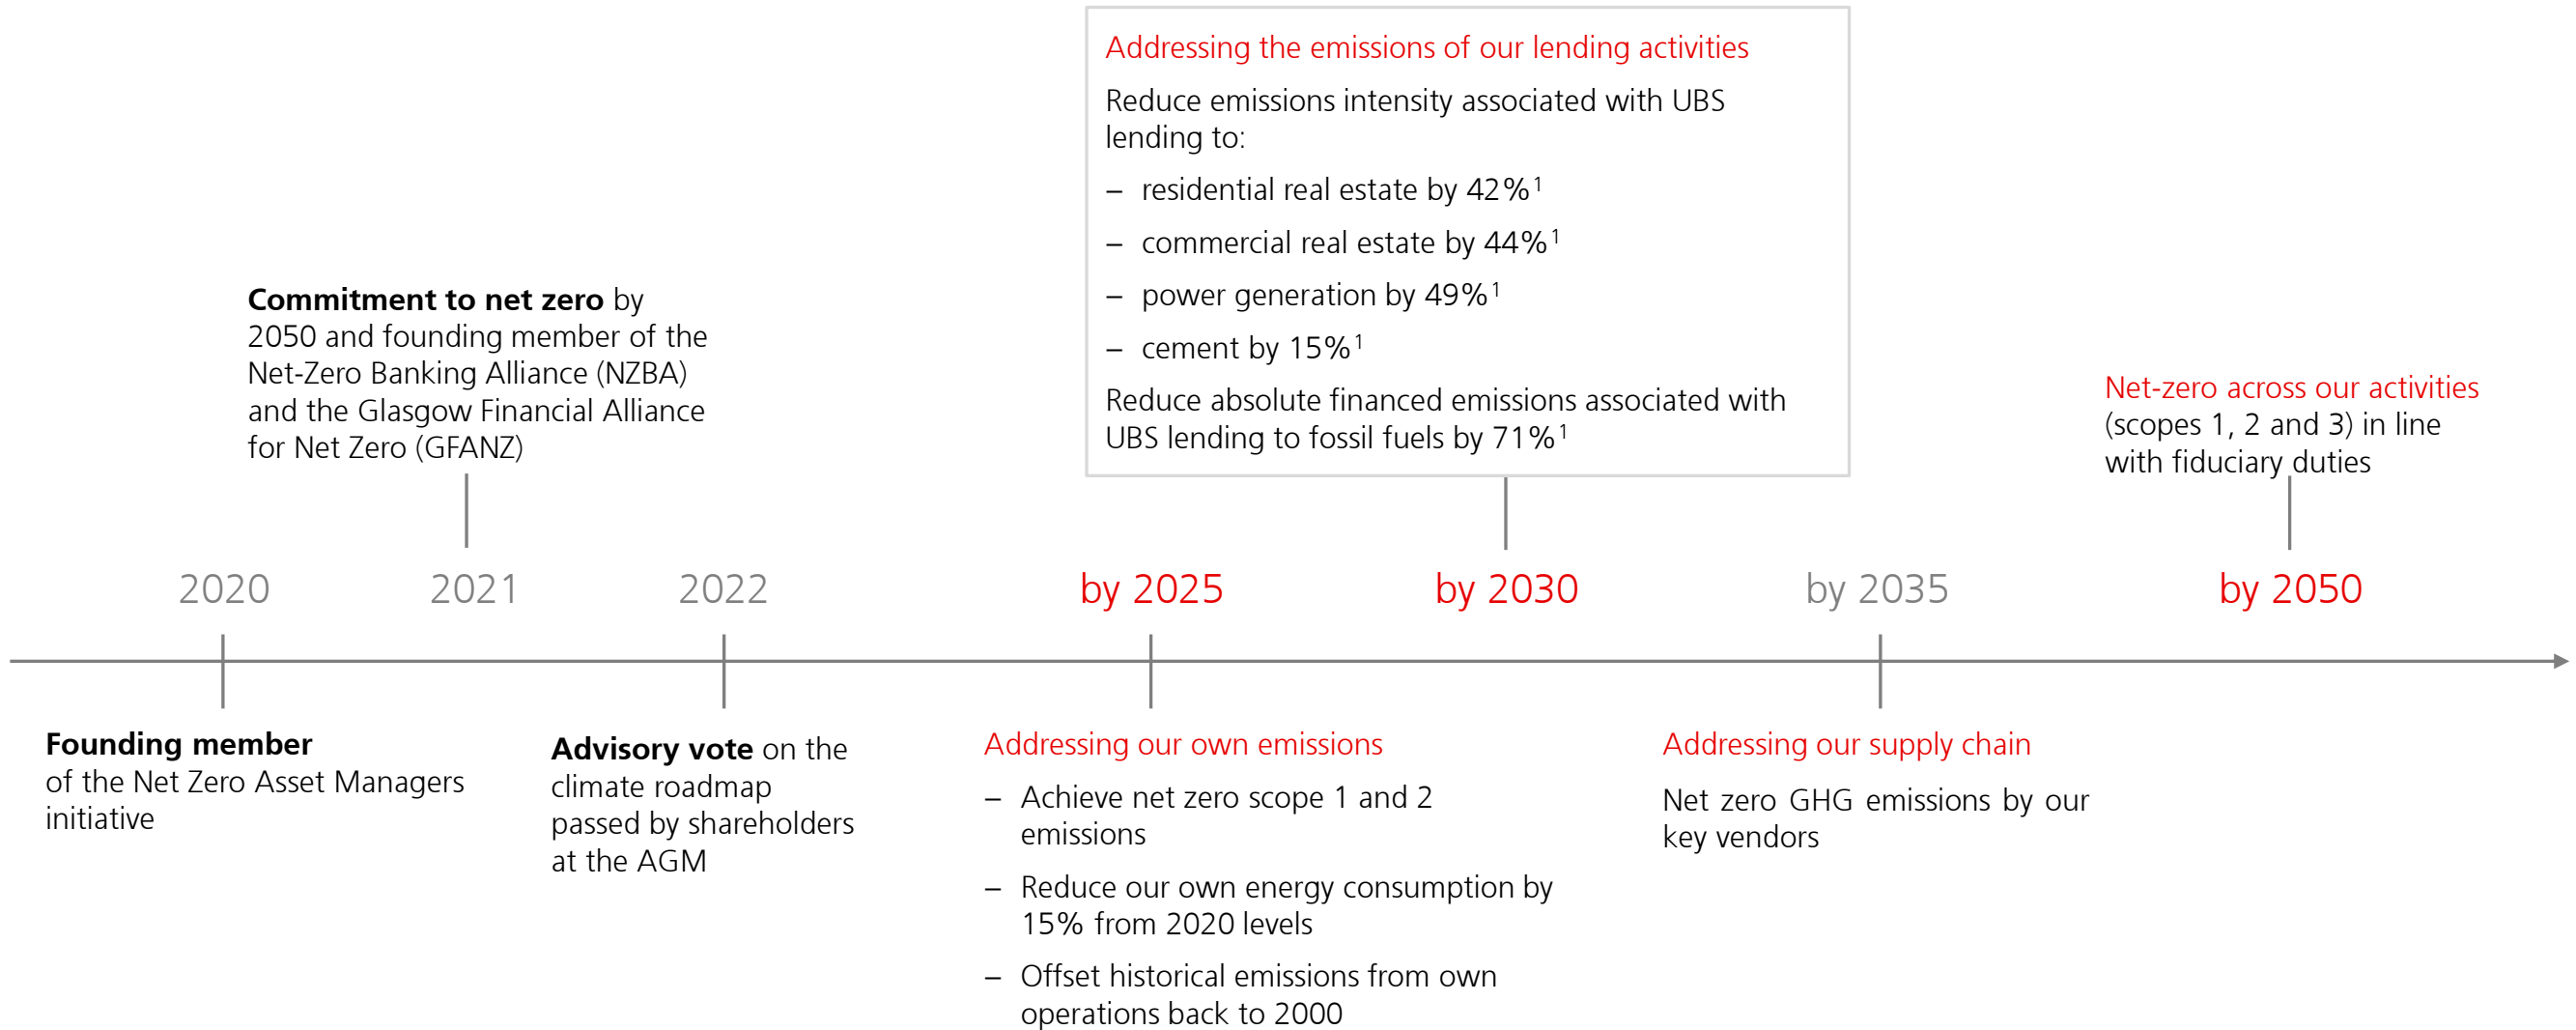 Addressing the emissions of our lending activities
Reduce emissions intensity associated with UBS
lending to:
– residential real estate by 42%¹
– commercial real estate by 44%¹
– power generation by 49%¹
– cement by 15%¹
Reduce absolute financed emissions associated with
UBS lending to fossil fuels by 71%¹
Commitment to net zero by
2050 and founding member of the
Net-Zero Banking Alliance (NZBA)
and the Glasgow Financial Alliance
for Net Zero (GFANZ)
Net-zero across our activities
(scopes 1, 2 and 3) in line
with fiduciary duties
2020
2021
2022
by 2025
by 2030
by 2035
by 2050
Founding member
of the Net Zero Asset Managers
initiative
Advisory vote on the
climate roadmap
passed by shareholders
at the AGM
Addressing our own emissions
– Achieve net zero scope 1 and 2
emissions
– Reduce our own energy consumption by
15% from 2020 levels
– Offset historical emissions from own
operations back to 2000
Addressing our supply chain
Net zero GHG emissions by our
key vendors